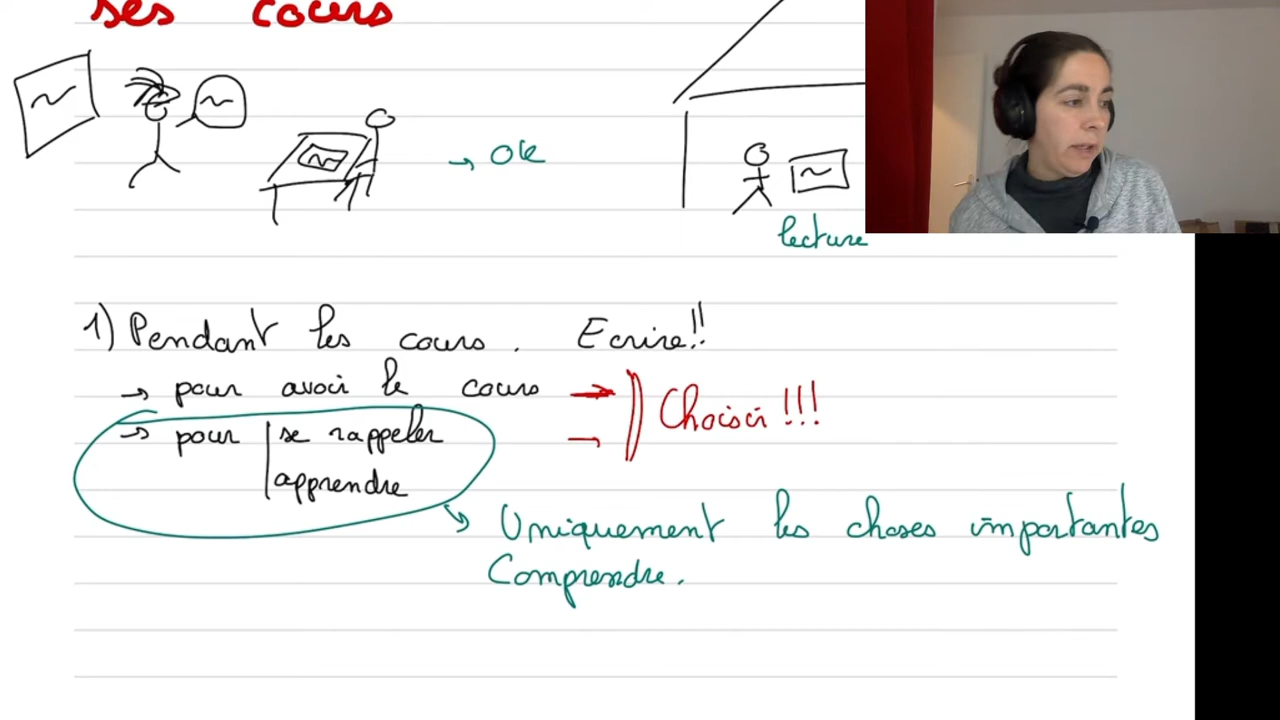 ses cours
→ ok
lecture
1) Pendant les cours. Ecrire!!
→ pour avoir le cours →
→ pour se rappeler →
apprendre
Choisir !!!
↳ Uniquement les choses importantes
Comprendre.